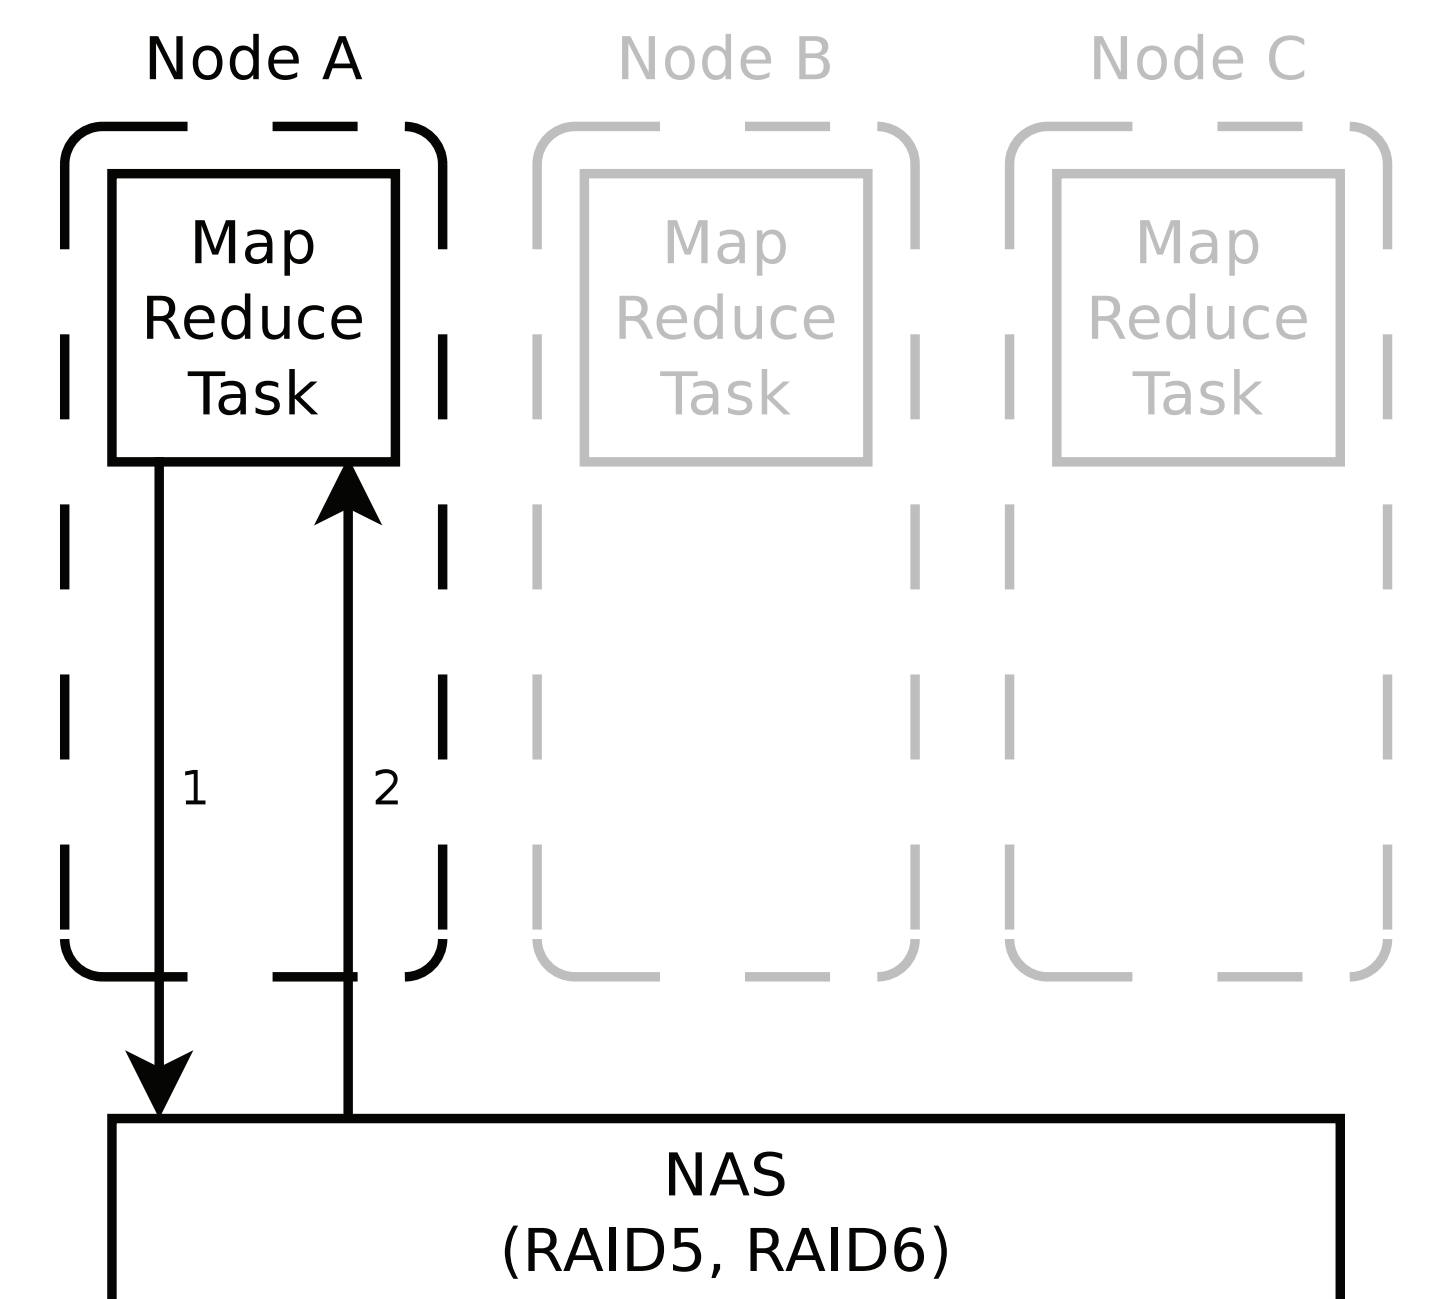 Node A
Node B
Node C
Map
Reduce
Task
Map
Reduce
Task
Map
Reduce
Task
1
2
NAS
(RAID5, RAID6)